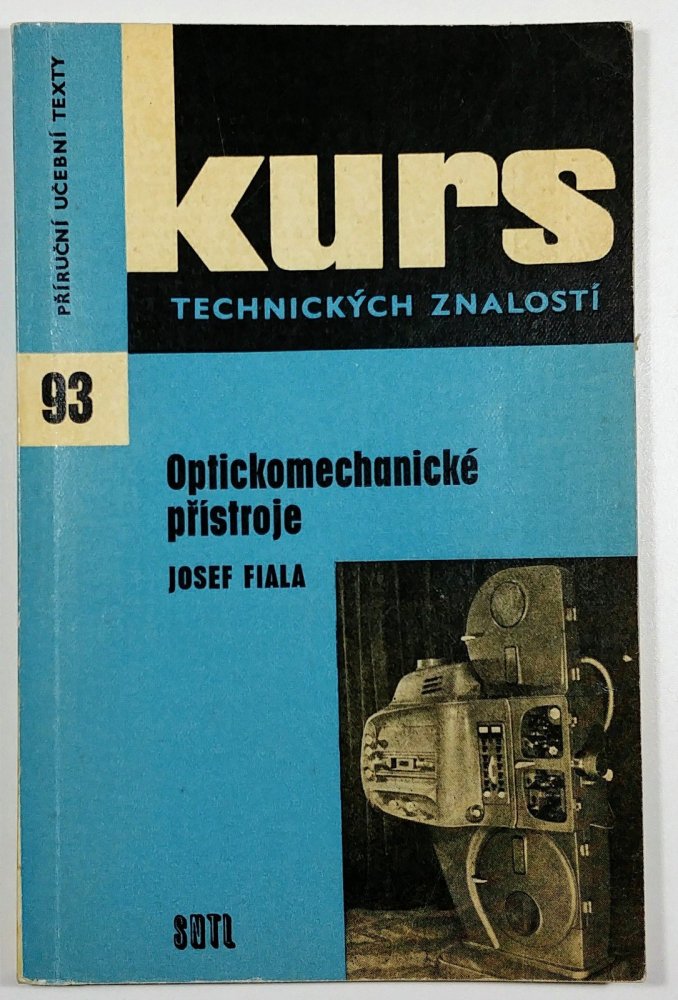 PŘÍRUČNÍ UČEBNÍ TEXTY
kurs
TECHNICKÝCH ZNALOSTÍ
93
Optickomechanické
přístroje
JOSEF FIALA
SNTL